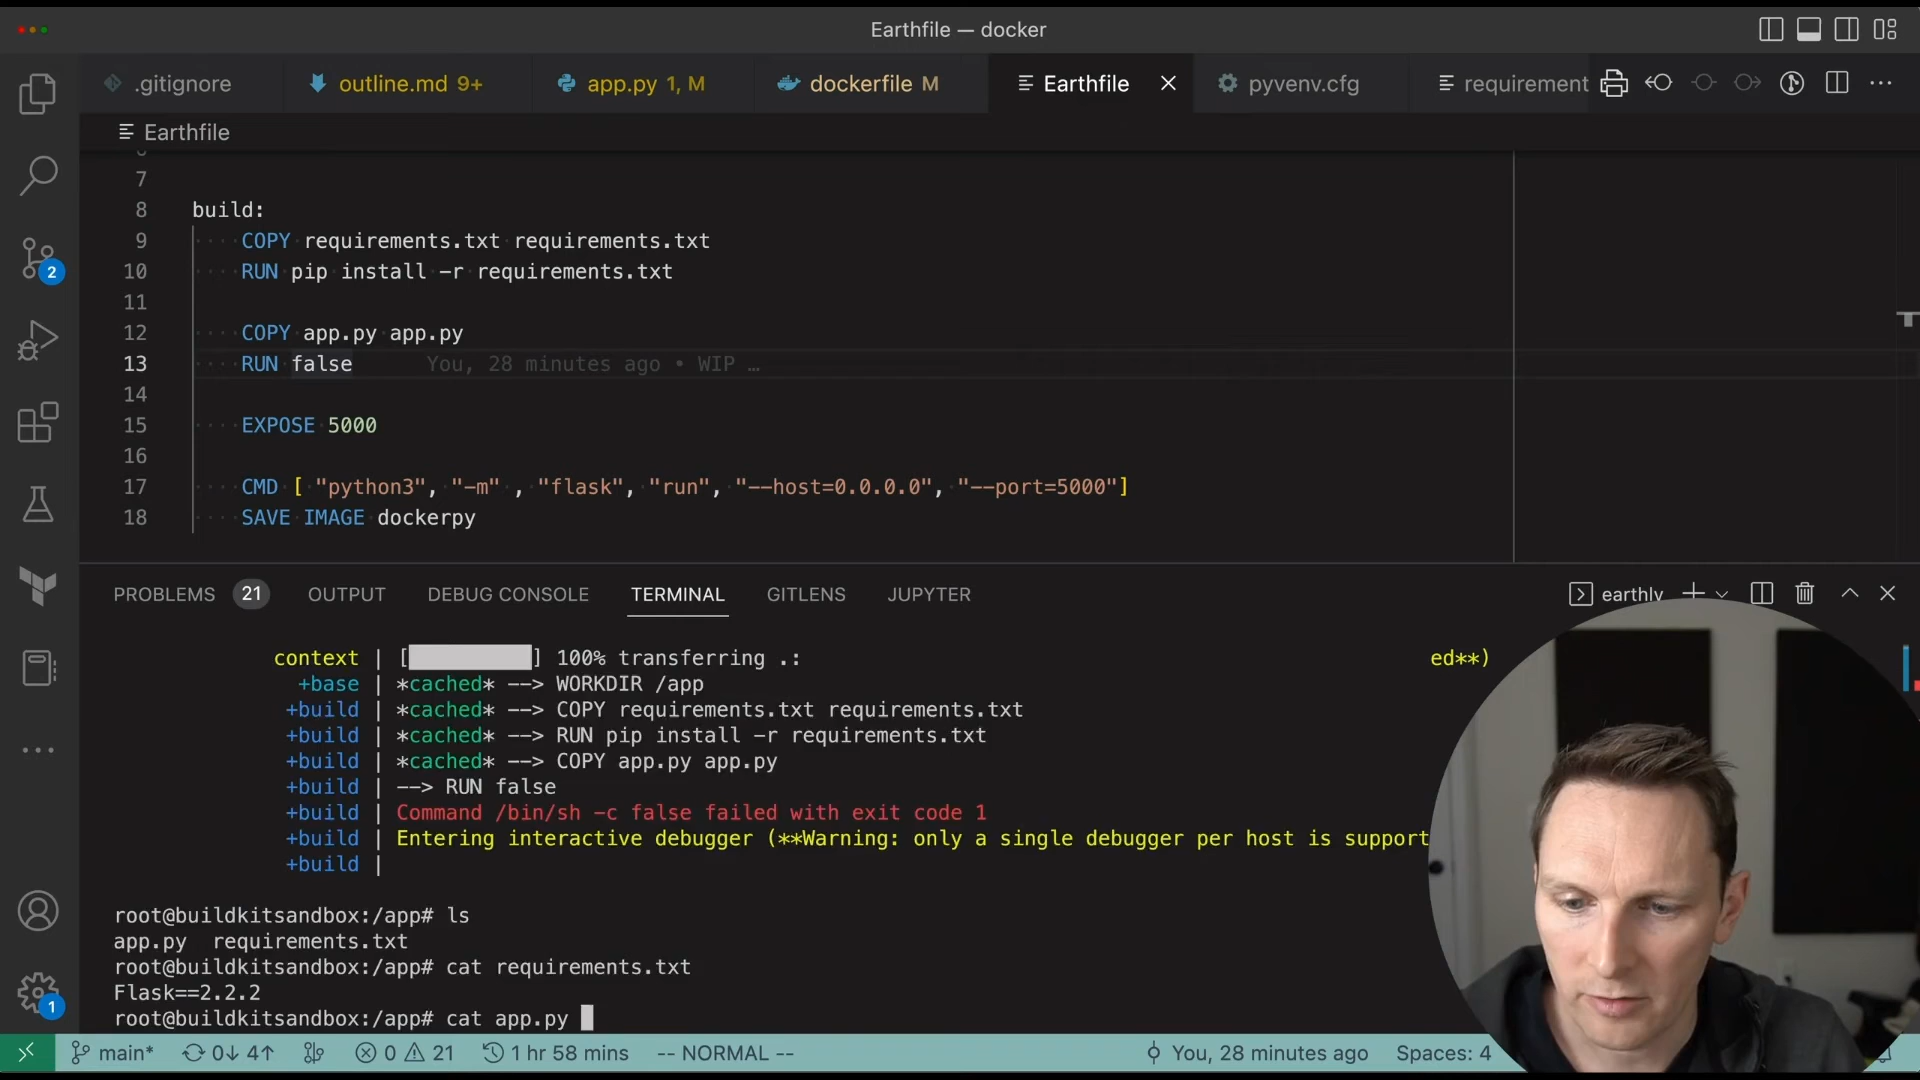 Earthfile — docker
.gitignore
outline.md 9+
app.py 1, M
dockerfile M
Earthfile
pyvenv.cfg
requirement
Earthfile
7
8 build:
9 COPY requirements.txt requirements.txt
10 RUN pip install -r requirements.txt
11
12 COPY app.py app.py
13 RUN false You, 28 minutes ago • WIP …
14
15 EXPOSE 5000
16
17 CMD [ "python3", "-m" , "flask", "run", "--host=0.0.0.0", "--port=5000"]
18 SAVE IMAGE dockerpy
2
PROBLEMS 21 OUTPUT DEBUG CONSOLE TERMINAL GITLENS JUPYTER
earthly
context | [ ] 100% transferring .: ed**)
+base | *cached* --> WORKDIR /app
+build | *cached* --> COPY requirements.txt requirements.txt
+build | *cached* --> RUN pip install -r requirements.txt
+build | *cached* --> COPY app.py app.py
+build | --> RUN false
+build | Command /bin/sh -c false failed with exit code 1
+build | Entering interactive debugger (**Warning: only a single debugger per host is support
+build |
root@buildkitsandbox:/app# ls
app.py requirements.txt
root@buildkitsandbox:/app# cat requirements.txt
Flask==2.2.2
root@buildkitsandbox:/app# cat app.py
1
main* 0↓ 4↑ 0 21 1 hr 58 mins -- NORMAL -- You, 28 minutes ago Spaces: 4